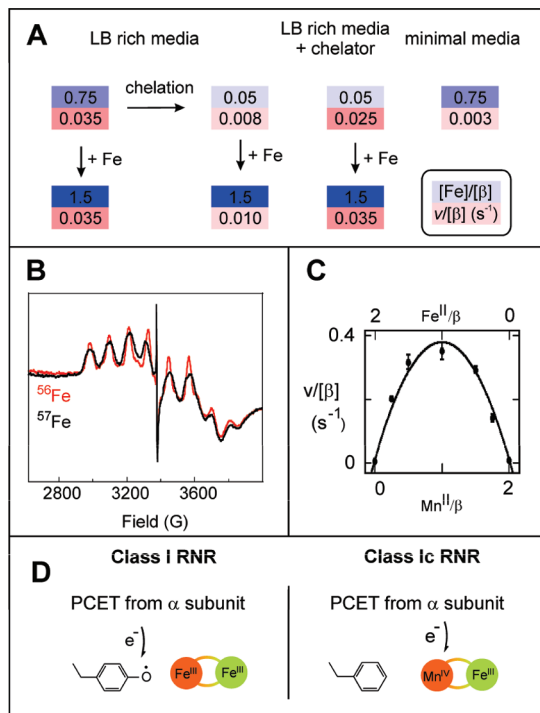 A
LB rich media
LB rich media
+ chelator
minimal media
0.75
0.035
chelation
0.05
0.008
0.05
0.025
0.75
0.003
+ Fe
+ Fe
+ Fe
1.5
0.035
1.5
0.010
1.5
0.035
[Fe]/[β]
v/[β] (s⁻¹)
B
⁵⁶Fe
⁵⁷Fe
2800 3200 3600
Field (G)
C
Feᴵᴵ/β
2 0
0.4
v/[β]
(s⁻¹)
0
0 2
Mnᴵᴵ/β
D
Class I RNR
PCET from α subunit
e⁻
Ȯ
Feᴵᴵᴵ Feᴵᴵᴵ
Class Ic RNR
PCET from α subunit
e⁻
Mnᴵⱽ Feᴵᴵᴵ